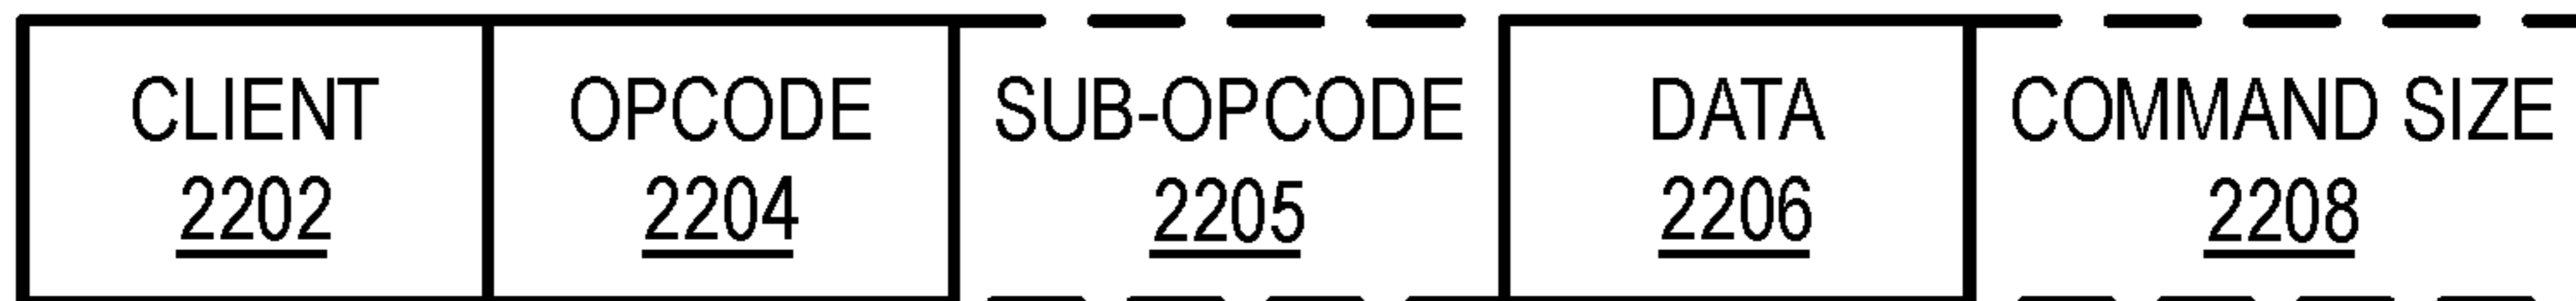 CLIENT OPCODE SUB-OPCODE DATA COMMAND SIZE
2202 2204 2205 2206 2208